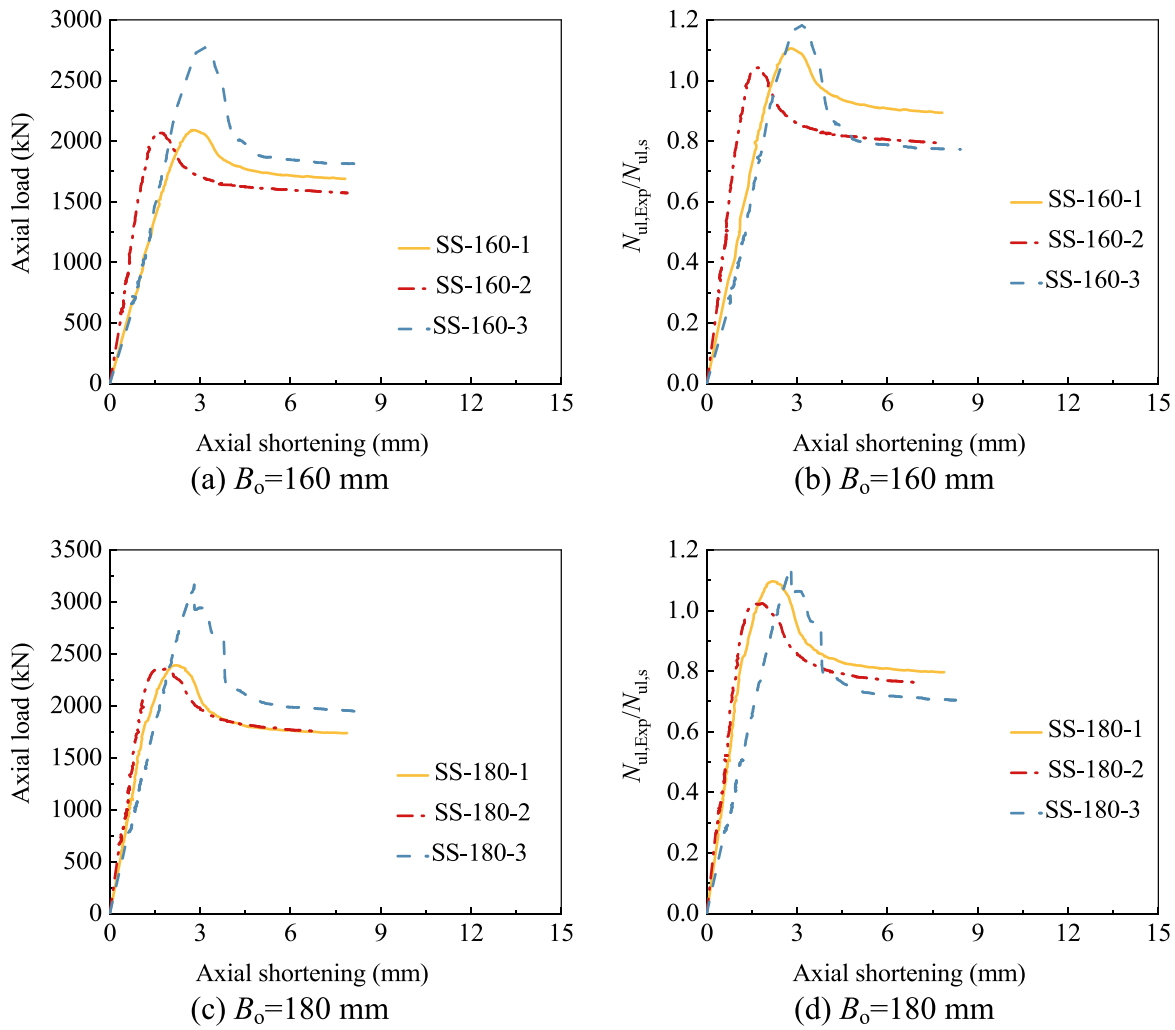 3000
2500
2000
1500
1000
500
0
Axial load (kN)
SS-160-1
SS-160-2
SS-160-3
0 3 6 9 12 15
Axial shortening (mm)
(a) Bo=160 mm
1.2
1.0
0.8
0.6
0.4
0.2
0.0
Nul,Exp/Nul,s
SS-160-1
SS-160-2
SS-160-3
0 3 6 9 12 15
Axial shortening (mm)
(b) Bo=160 mm
3500
3000
2500
2000
1500
1000
500
0
Axial load (kN)
SS-180-1
SS-180-2
SS-180-3
0 3 6 9 12 15
Axial shortening (mm)
(c) Bo=180 mm
1.2
1.0
0.8
0.6
0.4
0.2
0.0
Nul,Exp/Nul,s
SS-180-1
SS-180-2
SS-180-3
0 3 6 9 12 15
Axial shortening (mm)
(d) Bo=180 mm